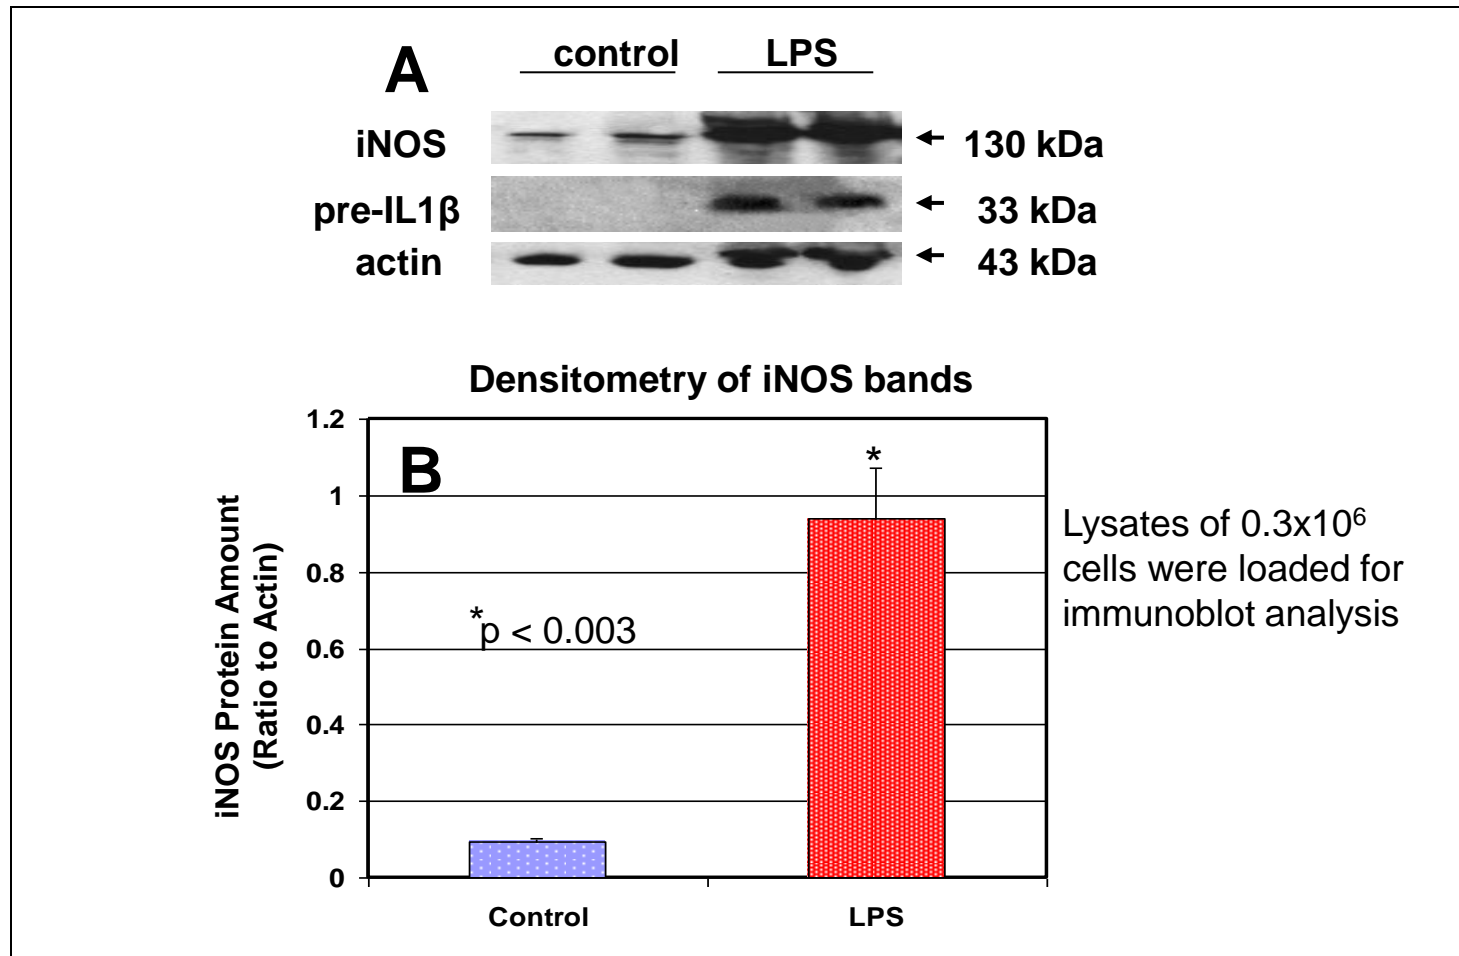 A
control LPS
iNOS 130 kDa
pre-IL1β 33 kDa
actin 43 kDa
Densitometry of iNOS bands
B
iNOS Protein Amount
(Ratio to Actin)
1.2
1
0.8
0.6
0.4
0.2
0
*
*p < 0.003
Control LPS
Lysates of 0.3x10⁶
cells were loaded for
immunoblot analysis